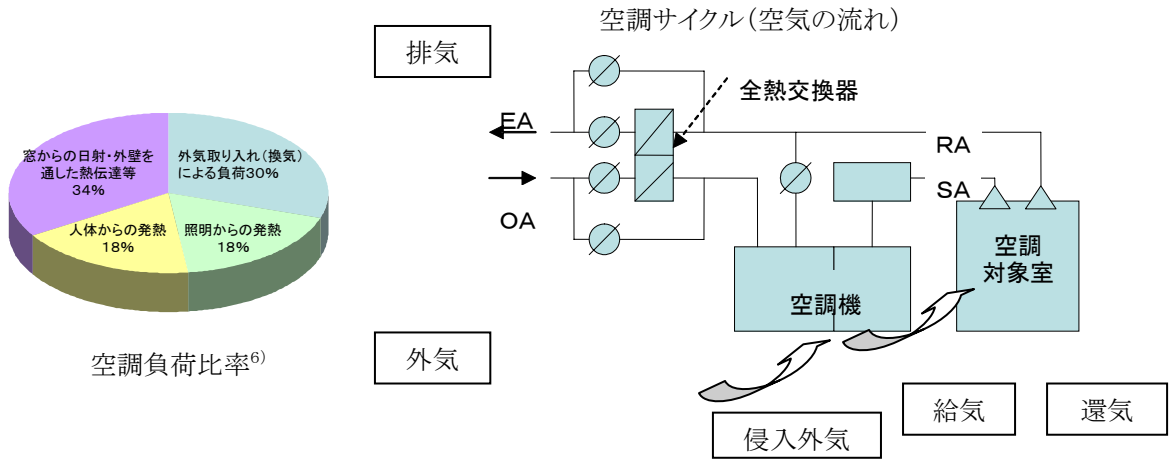 空調サイクル(空気の流れ)
排気
全熱交換器
EA
RA
SA
OA
窓からの日射・外壁を
通した熱伝達等
34%
外気取り入れ(換気)
による負荷30%
人体からの発熱
18%
照明からの発熱
18%
空調負荷比率6)
空調機
空調
対象室
外気
侵入外気
給気
還気